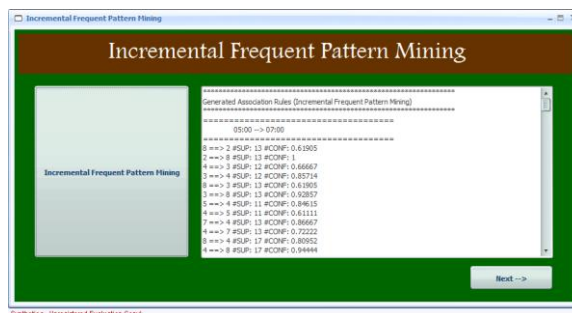 Incremental Frequent Pattern Mining
Incremental Frequent Pattern Mining
Incremental Frequent Pattern Mining
Generated Association Rules (Incremental Frequent Pattern Mining)
=====================================
05:00 --> 07:00
=====================================
8 ==> 2 #SUP: 13 #CONF: 0.61905
2 ==> 8 #SUP: 13 #CONF: 1
4 ==> 3 #SUP: 12 #CONF: 0.66667
3 ==> 4 #SUP: 12 #CONF: 0.85714
8 ==> 3 #SUP: 13 #CONF: 0.61905
3 ==> 8 #SUP: 13 #CONF: 0.92857
5 ==> 4 #SUP: 11 #CONF: 0.84615
4 ==> 5 #SUP: 11 #CONF: 0.61111
7 ==> 4 #SUP: 13 #CONF: 0.86667
4 ==> 7 #SUP: 13 #CONF: 0.72222
8 ==> 4 #SUP: 17 #CONF: 0.80952
4 ==> 8 #SUP: 17 #CONF: 0.94444
Next -->